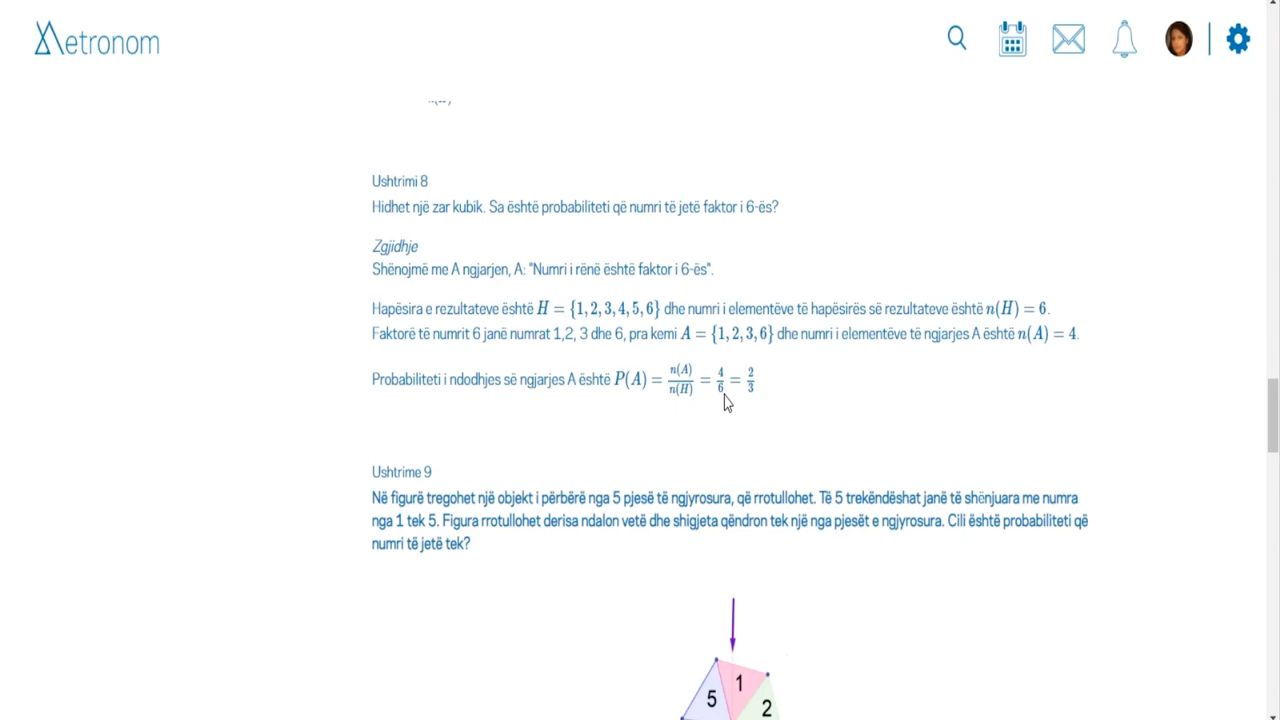 etronom
Ushtrimi 8
Hidhet një zar kubik. Sa është probabiliteti që numri të jetë faktor i 6-ës?
Zgjidhje
Shënojmë me A ngjarjen, A: "Numri i rënë është faktor i 6-ës".
Hapësira e rezultateve është H = {1, 2, 3, 4, 5, 6} dhe numri i elementëve të hapësirës së rezultateve është n(H) = 6.
Faktorë të numrit 6 janë numrat 1,2, 3 dhe 6, pra kemi A = {1, 2, 3, 6} dhe numri i elementëve të ngjarjes A është n(A) = 4.
Probabiliteti i ndodhjes së ngjarjes A është P(A) = n(A)/n(H) = 4/6 = 2/3
Ushtrime 9
Në figurë tregohet një objekt i përbërë nga 5 pjesë të ngjyrosura, që rrotullohet. Të 5 trekëndëshat janë të shënjuara me numra
nga 1 tek 5. Figura rrotullohet derisa ndalon vetë dhe shigjeta qëndron tek një nga pjesët e ngjyrosura. Cili është probabiliteti që
numri të jetë tek?
5 1
2